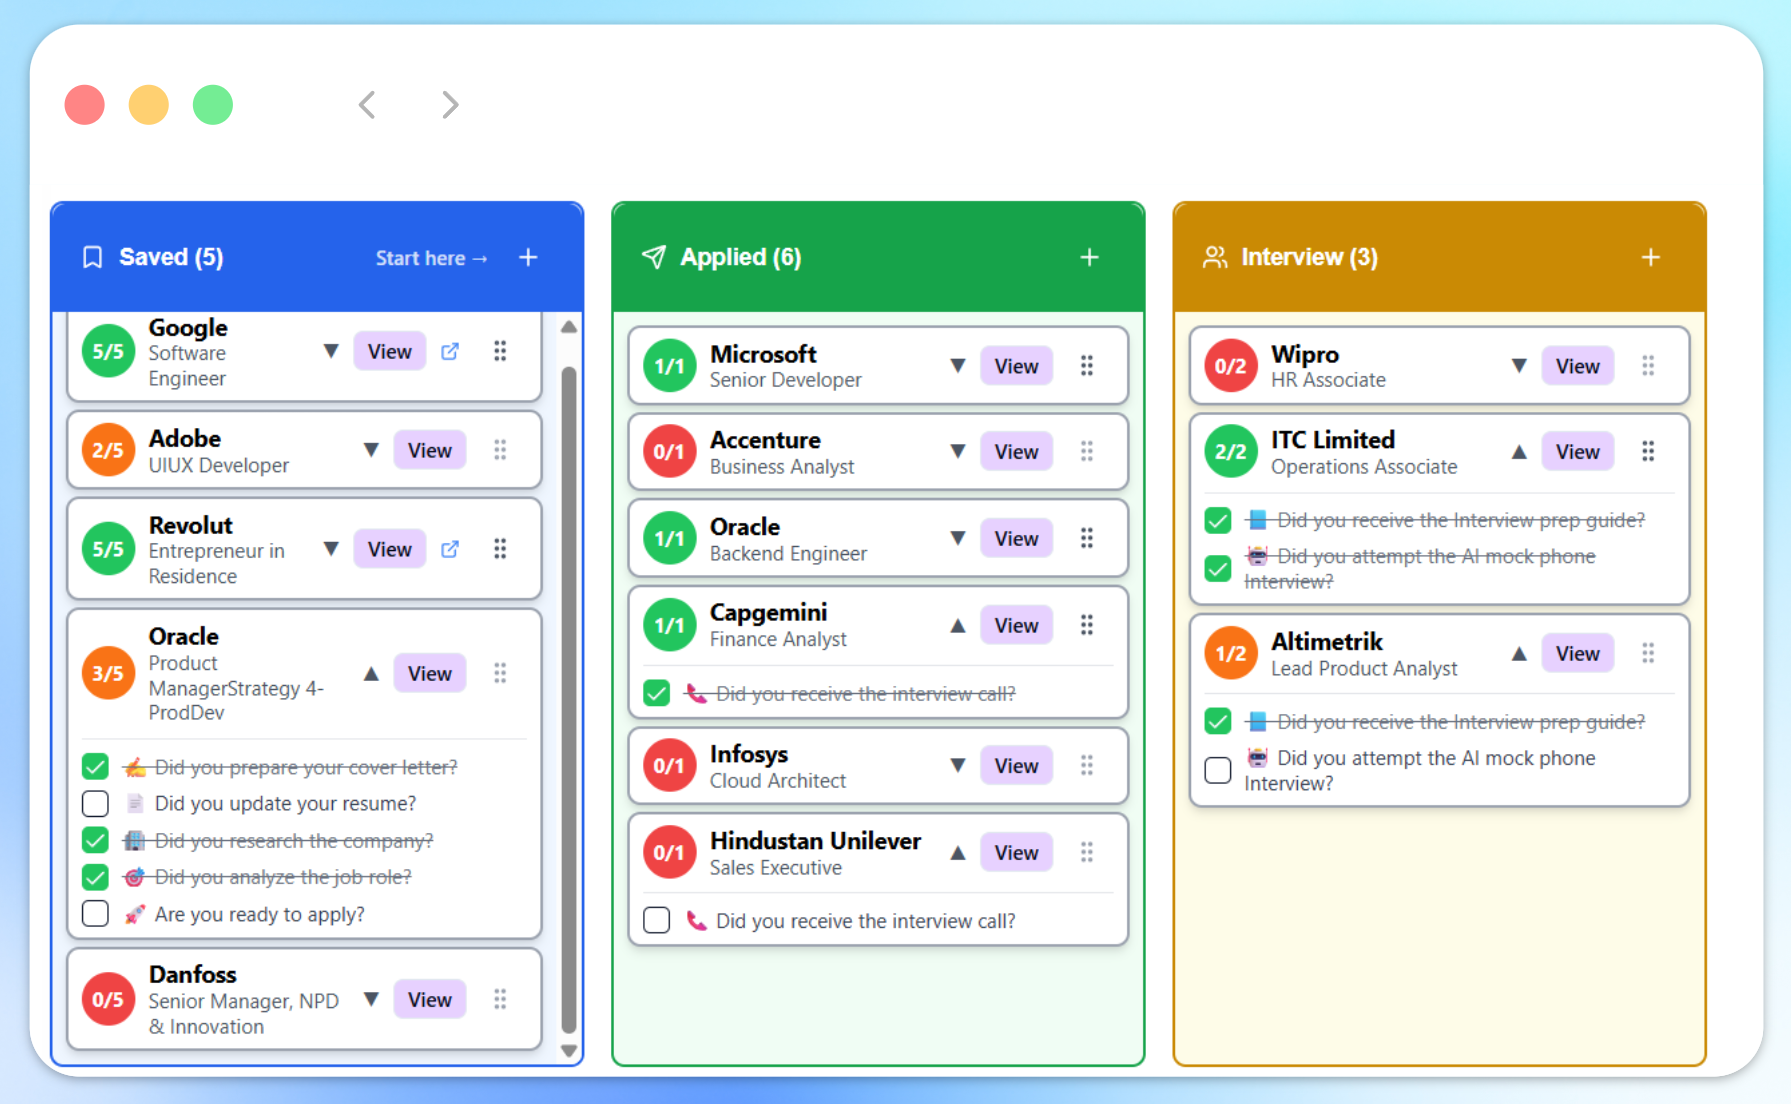 Saved (5)
Start here →
5/5
Google
Software
Engineer
View
2/5
Adobe
UIUX Developer
View
5/5
Revolut
Entrepreneur in
Residence
View
3/5
Oracle
Product
ManagerStrategy 4-
ProdDev
View
Did you prepare your cover letter?
Did you update your resume?
Did you research the company?
Did you analyze the job role?
Are you ready to apply?
0/5
Danfoss
Senior Manager, NPD
& Innovation
View
Applied (6)
1/1
Microsoft
Senior Developer
View
0/1
Accenture
Business Analyst
View
1/1
Oracle
Backend Engineer
View
1/1
Capgemini
Finance Analyst
View
Did you receive the interview call?
0/1
Infosys
Cloud Architect
View
0/1
Hindustan Unilever
Sales Executive
View
Did you receive the interview call?
Interview (3)
0/2
Wipro
HR Associate
View
2/2
ITC Limited
Operations Associate
View
Did you receive the Interview prep guide?
Did you attempt the AI mock phone
Interview?
1/2
Altimetrik
Lead Product Analyst
View
Did you receive the Interview prep guide?
Did you attempt the AI mock phone
Interview?